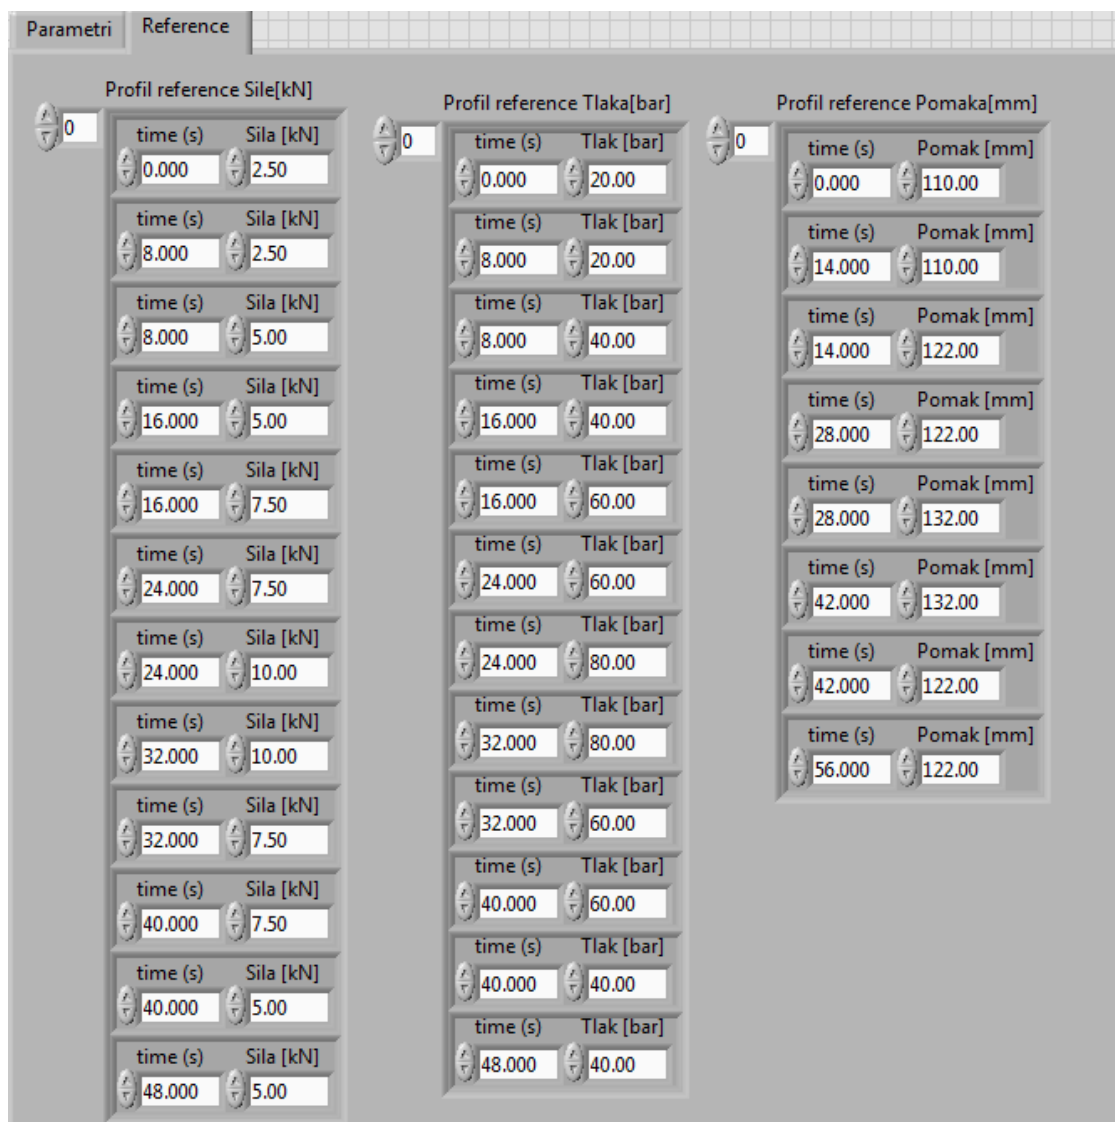 Parametri Reference
Profil reference Sile[kN]
0
time (s) Sila [kN]
0.000 2.50
time (s) Sila [kN]
8.000 2.50
time (s) Sila [kN]
8.000 5.00
time (s) Sila [kN]
16.000 5.00
time (s) Sila [kN]
16.000 7.50
time (s) Sila [kN]
24.000 7.50
time (s) Sila [kN]
24.000 10.00
time (s) Sila [kN]
32.000 10.00
time (s) Sila [kN]
32.000 7.50
time (s) Sila [kN]
40.000 7.50
time (s) Sila [kN]
40.000 5.00
time (s) Sila [kN]
48.000 5.00
Profil reference Tlaka[bar]
0
time (s) Tlak [bar]
0.000 20.00
time (s) Tlak [bar]
8.000 20.00
time (s) Tlak [bar]
8.000 40.00
time (s) Tlak [bar]
16.000 40.00
time (s) Tlak [bar]
16.000 60.00
time (s) Tlak [bar]
24.000 60.00
time (s) Tlak [bar]
24.000 80.00
time (s) Tlak [bar]
32.000 80.00
time (s) Tlak [bar]
32.000 60.00
time (s) Tlak [bar]
40.000 60.00
time (s) Tlak [bar]
40.000 40.00
time (s) Tlak [bar]
48.000 40.00
Profil reference Pomaka[mm]
0
time (s) Pomak [mm]
0.000 110.00
time (s) Pomak [mm]
14.000 110.00
time (s) Pomak [mm]
14.000 122.00
time (s) Pomak [mm]
28.000 122.00
time (s) Pomak [mm]
28.000 132.00
time (s) Pomak [mm]
42.000 132.00
time (s) Pomak [mm]
42.000 122.00
time (s) Pomak [mm]
56.000 122.00